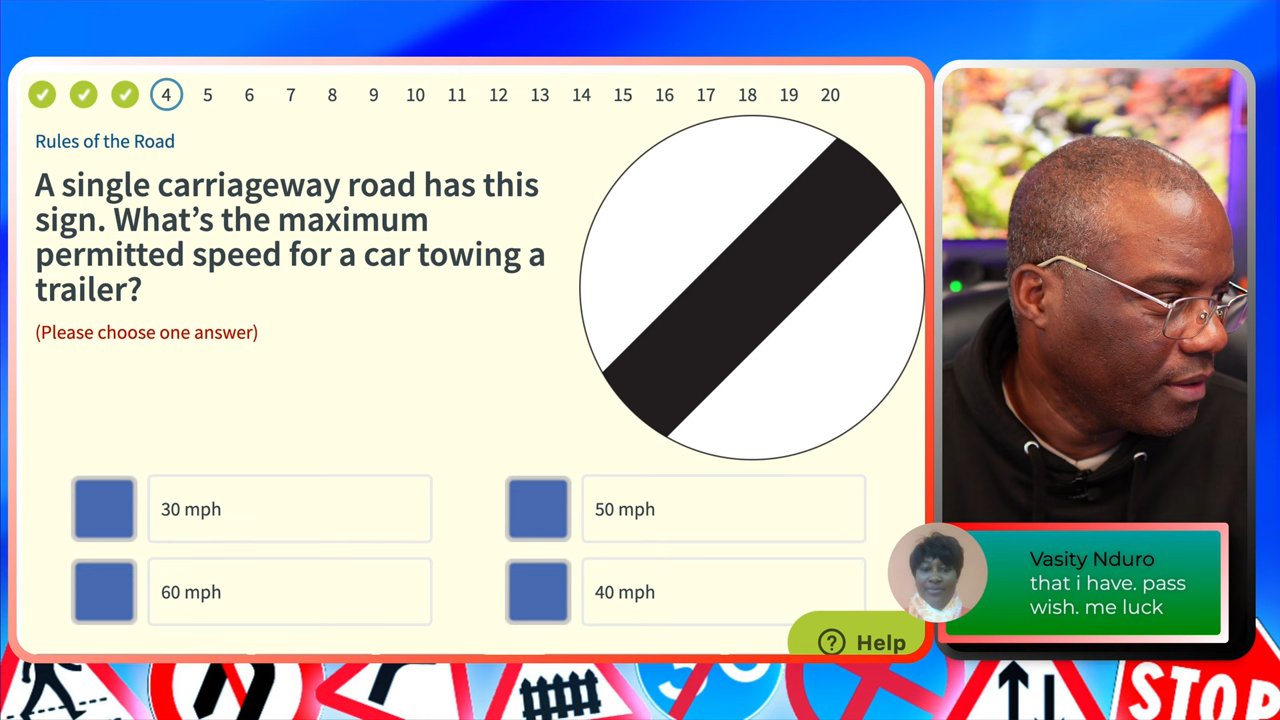 4 5 6 7 8 9 10 11 12 13 14 15 16 17 18 19 20
Rules of the Road
A single carriageway road has this
sign. What’s the maximum
permitted speed for a car towing a
trailer?
(Please choose one answer)
30 mph
50 mph
60 mph
40 mph
? Help
Vasity Nduro
that i have. pass
wish. me luck
STOP